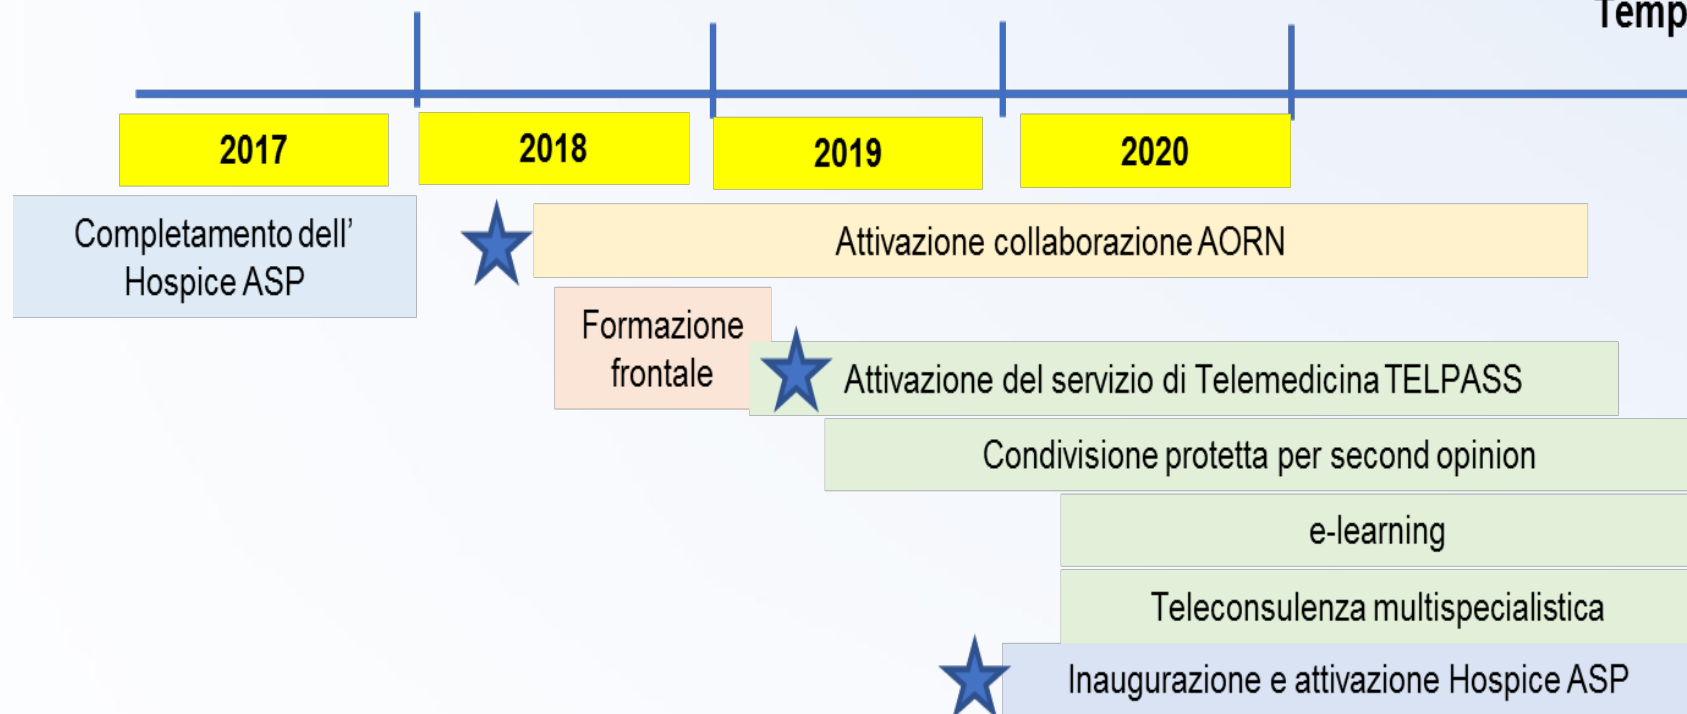 Temp
2017
2018
2019
2020
Completamento dell'
Hospice ASP
Attivazione collaborazione AORN
Formazione
frontale
Attivazione del servizio di Telemedicina TELPASS
Condivisione protetta per second opinion
e-learning
Teleconsulenza multispecialistica
Inaugurazione e attivazione Hospice ASP